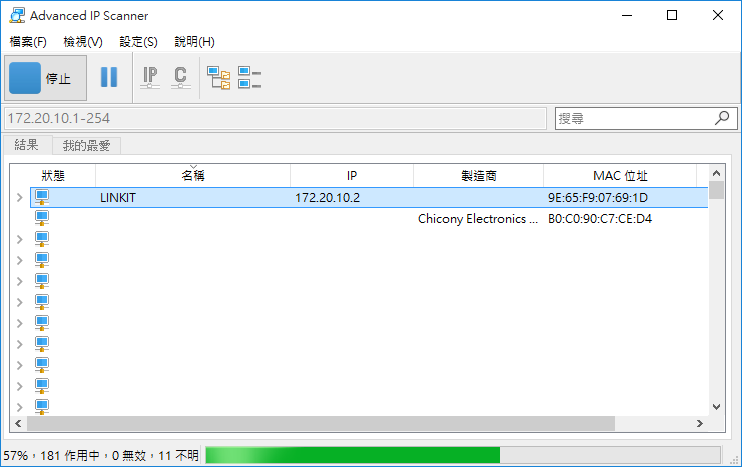 Advanced IP Scanner
檔案(F) 檢視(V) 設定(S) 說明(H)
停止 IP C
172.20.10.1-254 搜尋
結果 我的最愛
狀態 名稱 IP 製造商 MAC 位址
LINKIT 172.20.10.2 9E:65:F9:07:69:1D
Chicony Electronics ... B0:C0:90:C7:CE:D4
57%，181 作用中，0 無效，11 不明